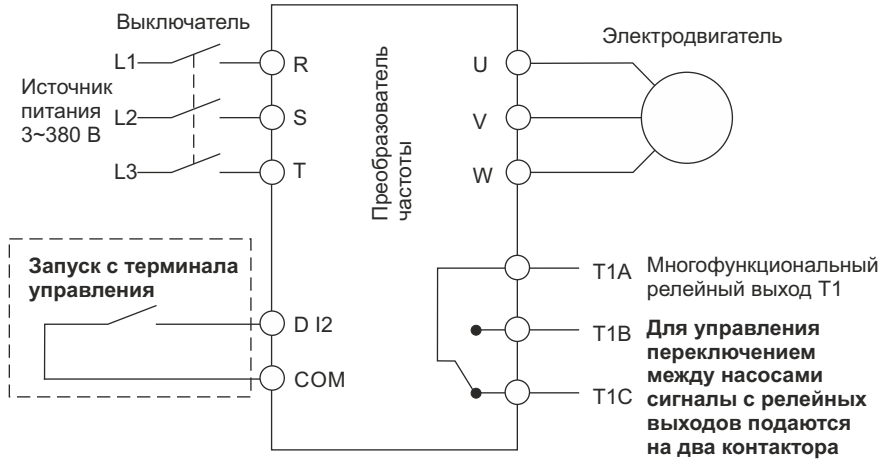 Выключатель
Электродвигатель
L1
R
U
Источник
питания
3~380 В
L2
S
V
L3
T
W
Преобразователь
частоты
Запуск с терминала
управления
D I2
COM
T1A
Многофункциональный
релейный выход T1
T1B
T1C
Для управления
переключением
между насосами
сигналы с релейных
выходов подаются
на два контактора